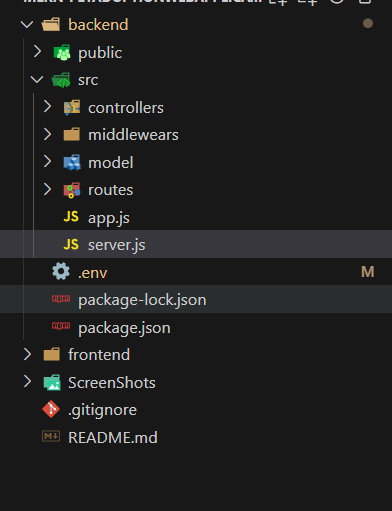 backend
public
src
controllers
middlewears
model
routes
JS app.js
JS server.js
.env M
package-lock.json
package.json
frontend
ScreenShots
.gitignore
README.md